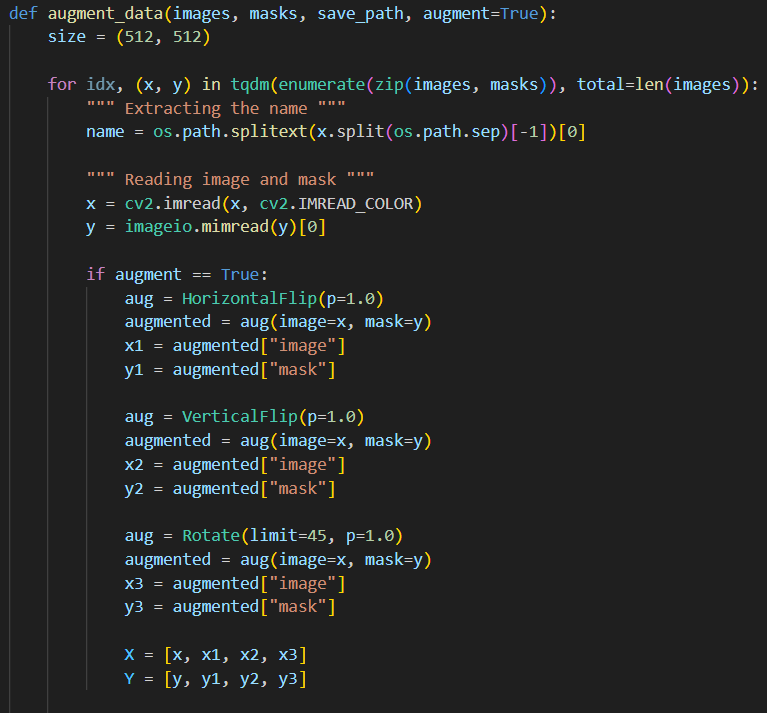 def augment_data(images, masks, save_path, augment=True):
    size = (512, 512)

    for idx, (x, y) in tqdm(enumerate(zip(images, masks)), total=len(images)):
        """ Extracting the name """
        name = os.path.splitext(x.split(os.path.sep)[-1])[0]

        """ Reading image and mask """
        x = cv2.imread(x, cv2.IMREAD_COLOR)
        y = imageio.mimread(y)[0]

        if augment == True:
            aug = HorizontalFlip(p=1.0)
            augmented = aug(image=x, mask=y)
            x1 = augmented["image"]
            y1 = augmented["mask"]

            aug = VerticalFlip(p=1.0)
            augmented = aug(image=x, mask=y)
            x2 = augmented["image"]
            y2 = augmented["mask"]

            aug = Rotate(limit=45, p=1.0)
            augmented = aug(image=x, mask=y)
            x3 = augmented["image"]
            y3 = augmented["mask"]

            X = [x, x1, x2, x3]
            Y = [y, y1, y2, y3]